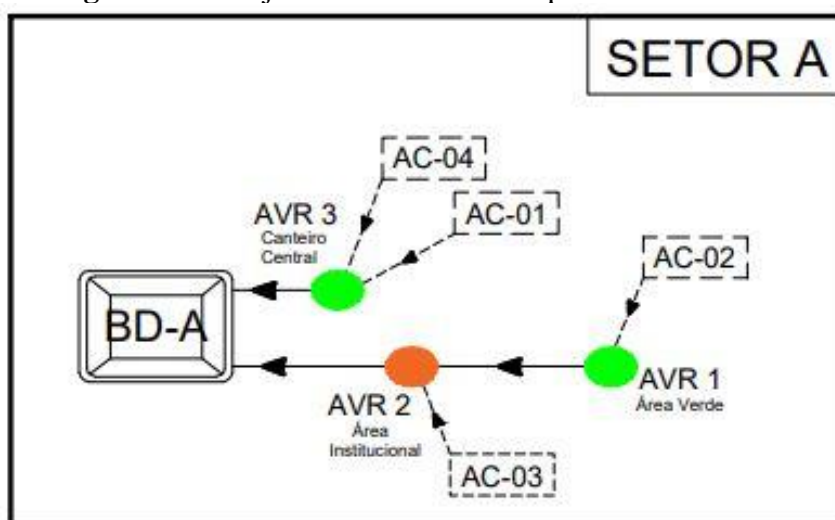 SETOR A
AC-04
AVR 3
Canteiro
Central
AC-01
AC-02
BD-A
AVR 2
Área
Institucional
AVR 1
Área Verde
AC-03